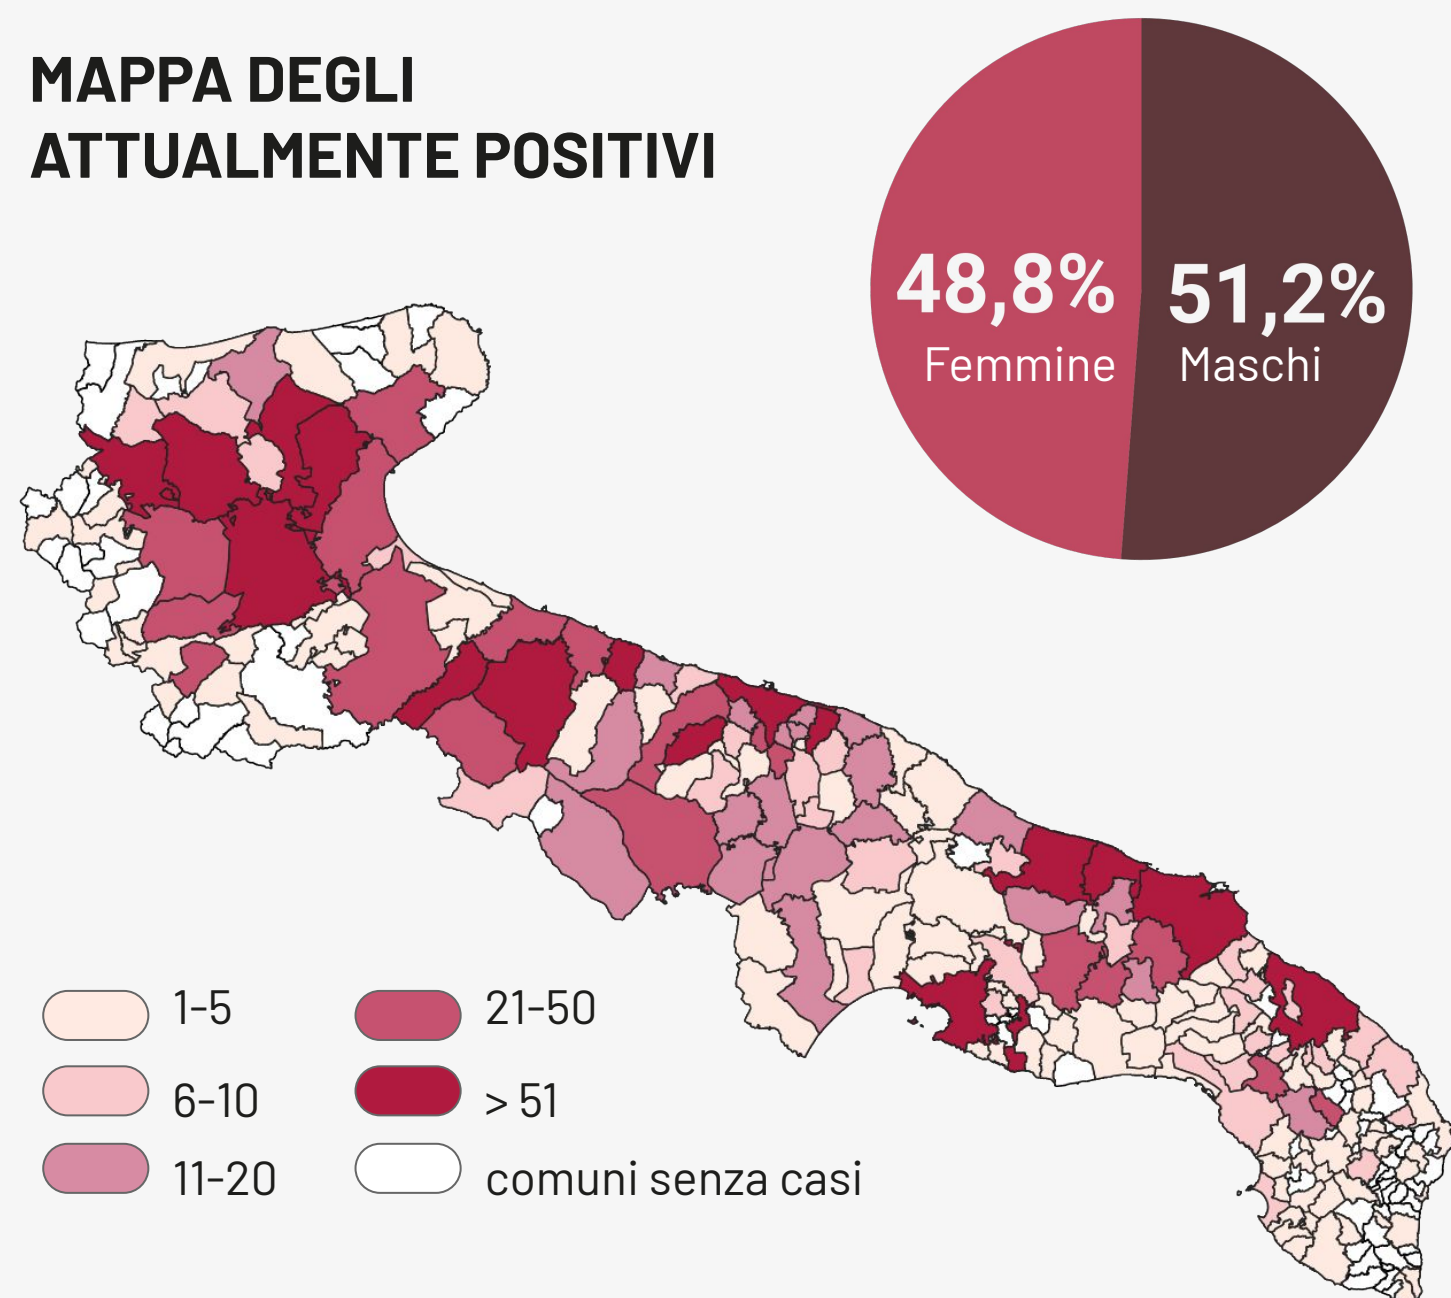 MAPPA DEGLI
ATTUALMENTE POSITIVI
48,8%
Femmine
51,2%
Maschi
1-5
6-10
11-20
21-50
> 51
comuni senza casi